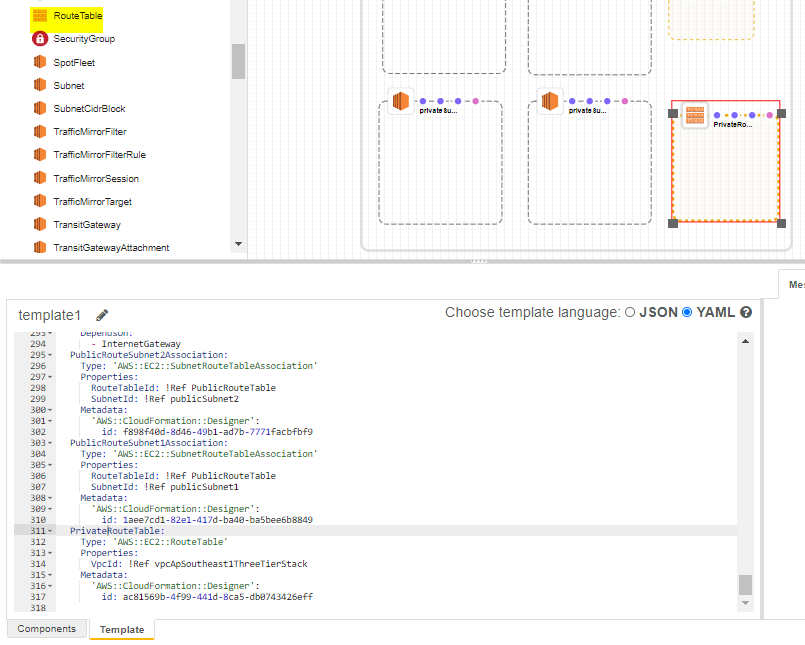 RouteTable
SecurityGroup
SpotFleet
Subnet
SubnetCidrBlock
TrafficMirrorFilter
TrafficMirrorFilterRule
TrafficMirrorSession
TrafficMirrorTarget
TransitGateway
TransitGatewayAttachment
private Su...
private Su...
PrivateRo...
Mes
template1
Choose template language: JSON YAML
293 DependsOn:
294 - InternetGateway
295 PublicRouteSubnet2Association:
296 Type: 'AWS::EC2::SubnetRouteTableAssociation'
297 Properties:
298 RouteTableId: !Ref PublicRouteTable
299 SubnetId: !Ref publicSubnet2
300 Metadata:
301 'AWS::CloudFormation::Designer':
302 id: f898f40d-8d46-49b1-ad7b-7771facbfbf9
303 PublicRouteSubnet1Association:
304 Type: 'AWS::EC2::SubnetRouteTableAssociation'
305 Properties:
306 RouteTableId: !Ref PublicRouteTable
307 SubnetId: !Ref publicSubnet1
308 Metadata:
309 'AWS::CloudFormation::Designer':
310 id: 1aee7cd1-82e1-417d-ba40-ba5bee6b8849
311 PrivateRouteTable:
312 Type: 'AWS::EC2::RouteTable'
313 Properties:
314 VpcId: !Ref vpcApSoutheast1ThreeTierStack
315 Metadata:
316 'AWS::CloudFormation::Designer':
317 id: ac81569b-4f99-441d-8ca5-db0743426eff
318
Components Template